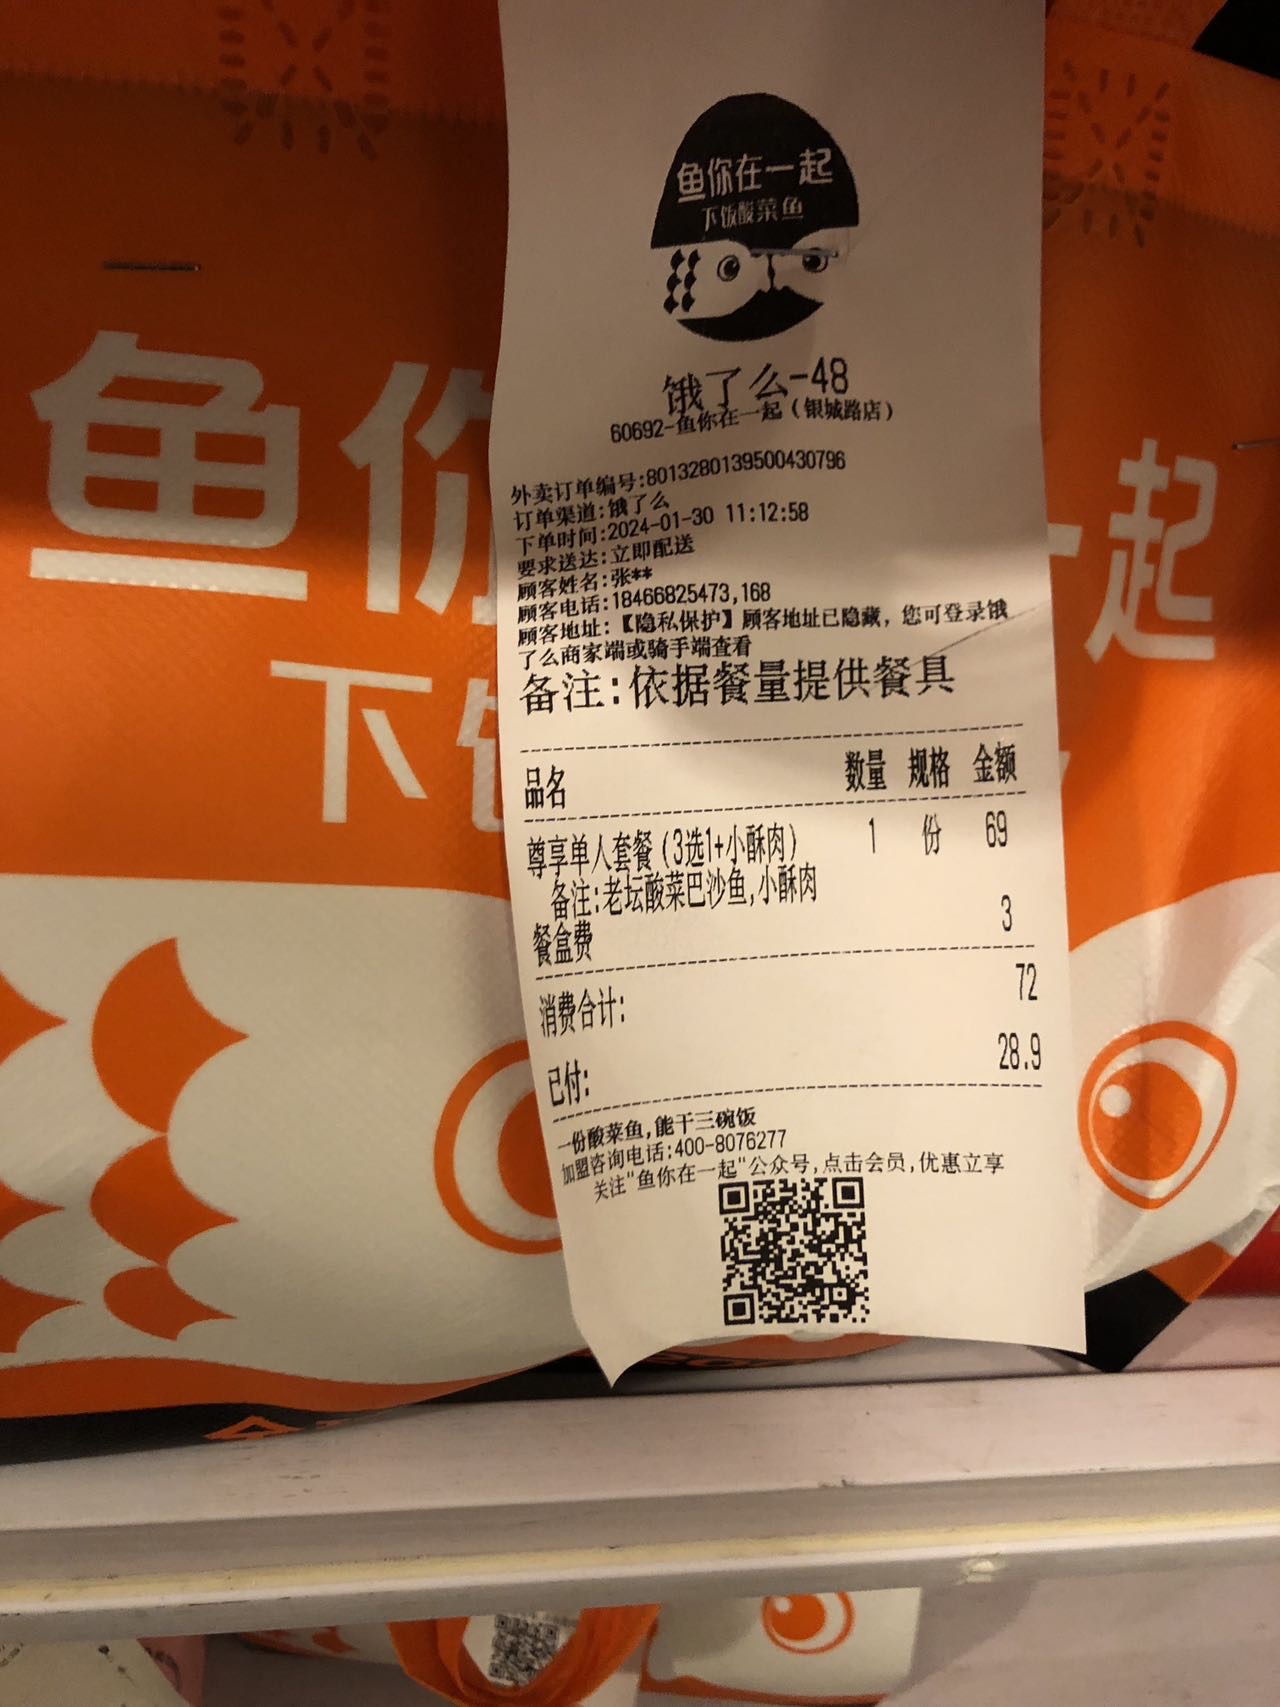 鱼你在一起
下饭酸菜鱼
饿了么-48
60692-鱼你在一起(银城路店)
外卖订单编号:8013280139500430796
订单渠道:饿了么
下单时间:2024-01-30 11:12:58
要求送达:立即配送
顾客姓名:张**
顾客电话:18466825473,168
顾客地址:【隐私保护】顾客地址已隐藏，您可登录饿
了么商家端或骑手端查看
备注:依据餐量提供餐具
品名 数量 规格 金额
尊享单人套餐(3选1+小酥肉) 1 份 69
备注:老坛酸菜巴沙鱼,小酥肉
餐盒费 3
消费合计: 72
已付: 28.9
一份酸菜鱼,能干三碗饭
加盟咨询电话:400-8076277
关注"鱼你在一起"公众号,点击会员,优惠立享
鱼你 一起
下